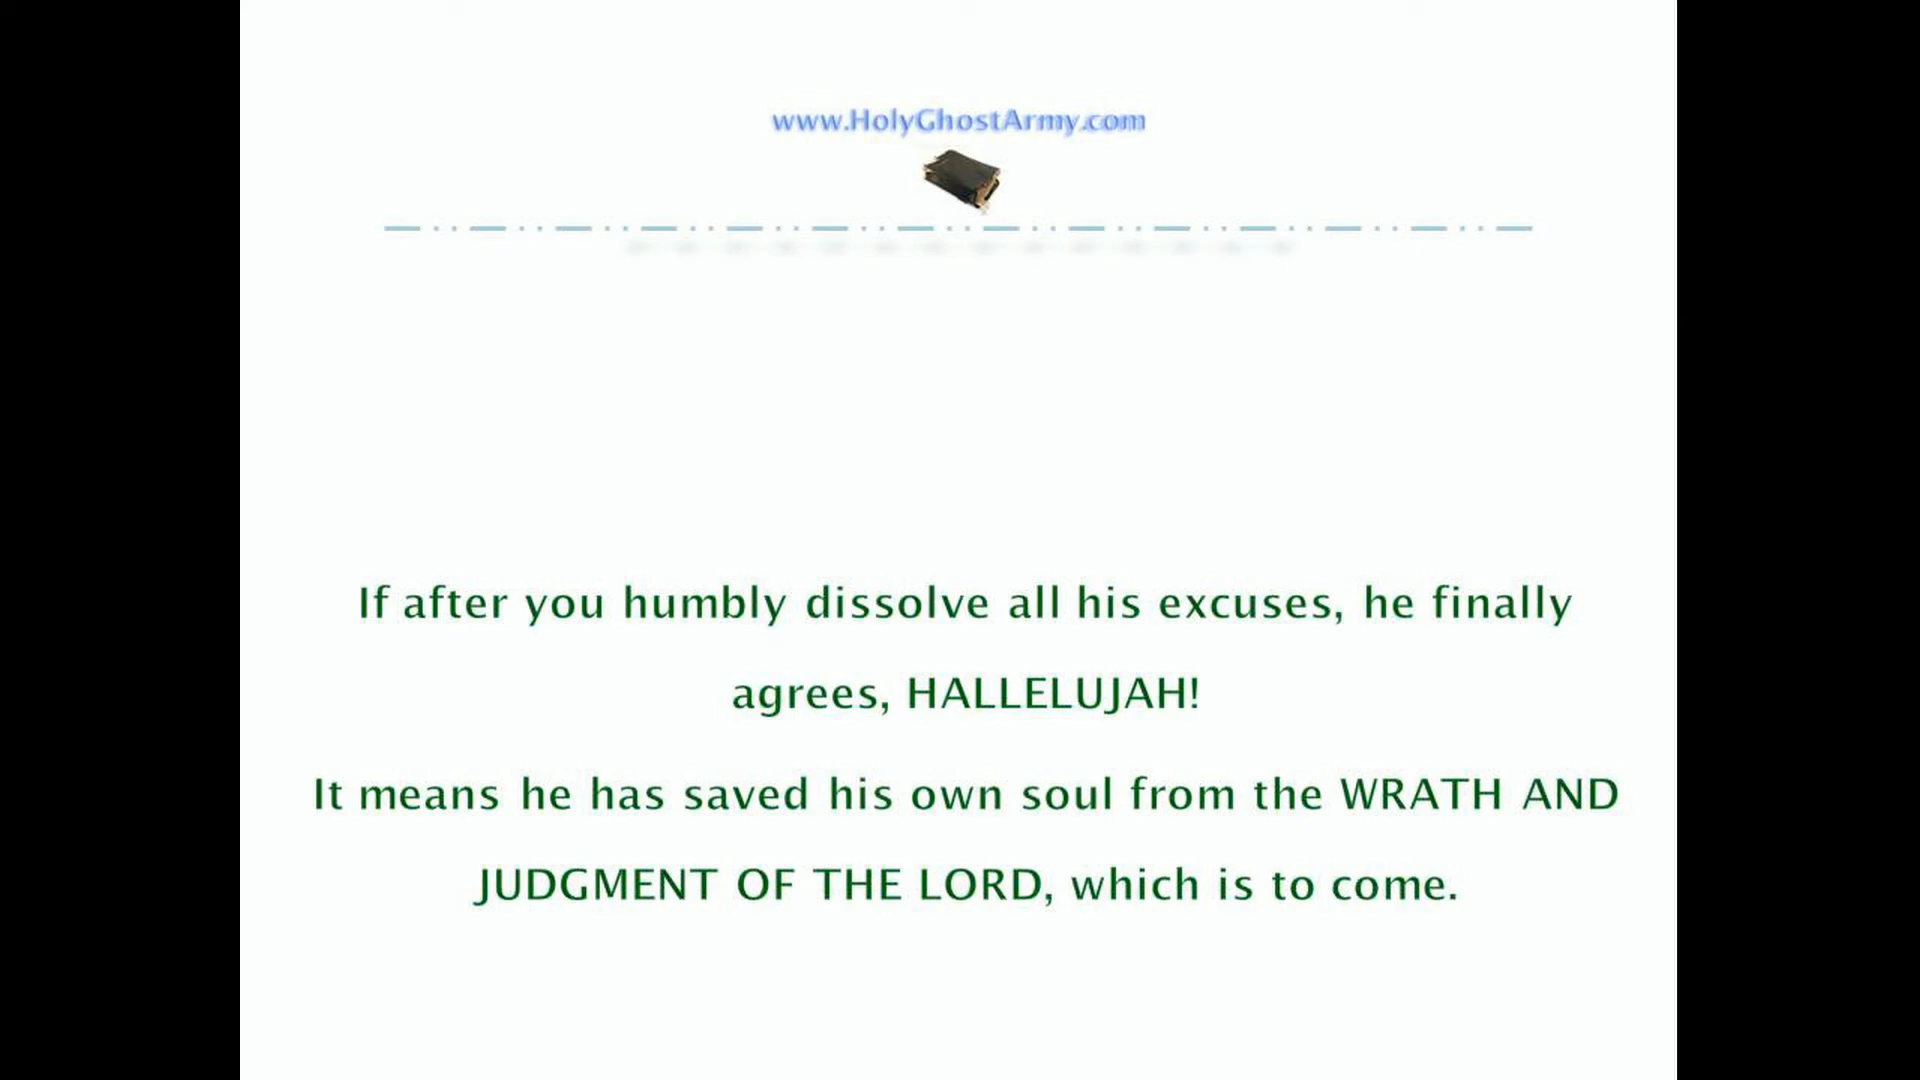 www.HolyGhostArmy.com
If after you humbly dissolve all his excuses, he finally
agrees, HALLELUJAH!
It means he has saved his own soul from the WRATH AND
JUDGMENT OF THE LORD, which is to come.